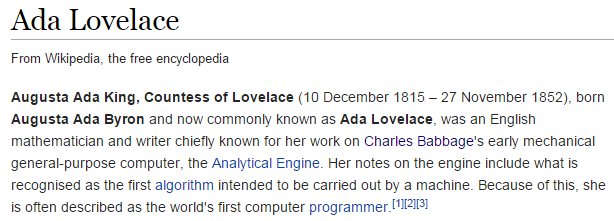 Ada Lovelace
From Wikipedia, the free encyclopedia
Augusta Ada King, Countess of Lovelace (10 December 1815 – 27 November 1852), born
Augusta Ada Byron and now commonly known as Ada Lovelace, was an English
mathematician and writer chiefly known for her work on Charles Babbage's early mechanical
general-purpose computer, the Analytical Engine. Her notes on the engine include what is
recognised as the first algorithm intended to be carried out by a machine. Because of this, she
is often described as the world's first computer programmer.[1][2][3]